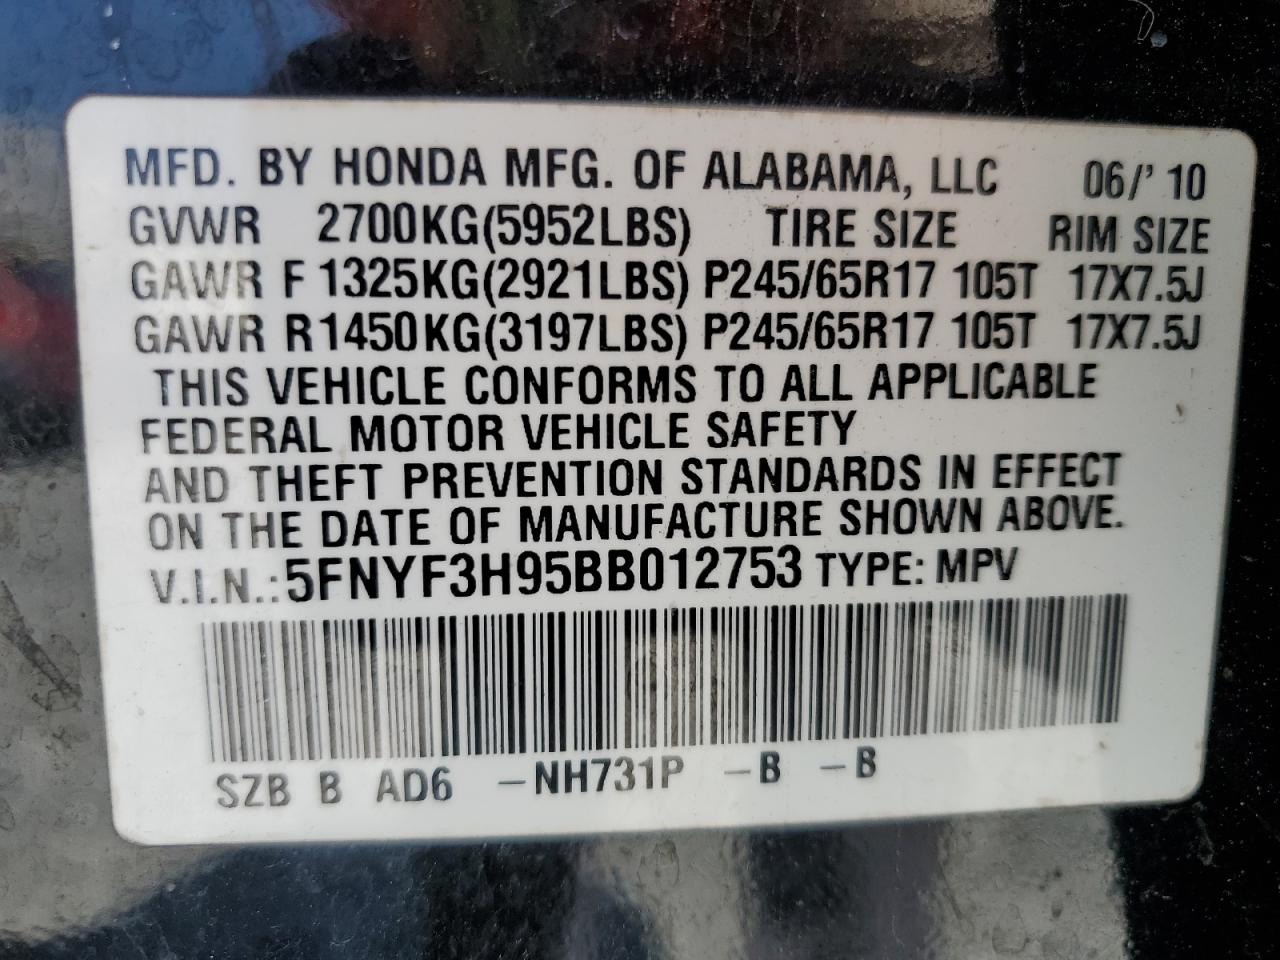 MFD. BY HONDA MFG. OF ALABAMA, LLC 06/' 10
GVWR 2700KG(5952LBS) TIRE SIZE RIM SIZE
GAWR F 1325KG(2921LBS) P245/65R17 105T 17X7.5J
GAWR R1450KG(3197LBS) P245/65R17 105T 17X7.5J
THIS VEHICLE CONFORMS TO ALL APPLICABLE
FEDERAL MOTOR VEHICLE SAFETY
AND THEFT PREVENTION STANDARDS IN EFFECT
ON THE DATE OF MANUFACTURE SHOWN ABOVE.
V.I.N.:5FNYF3H95BB012753 TYPE: MPV
SZB B AD6 -NH731P -B -B